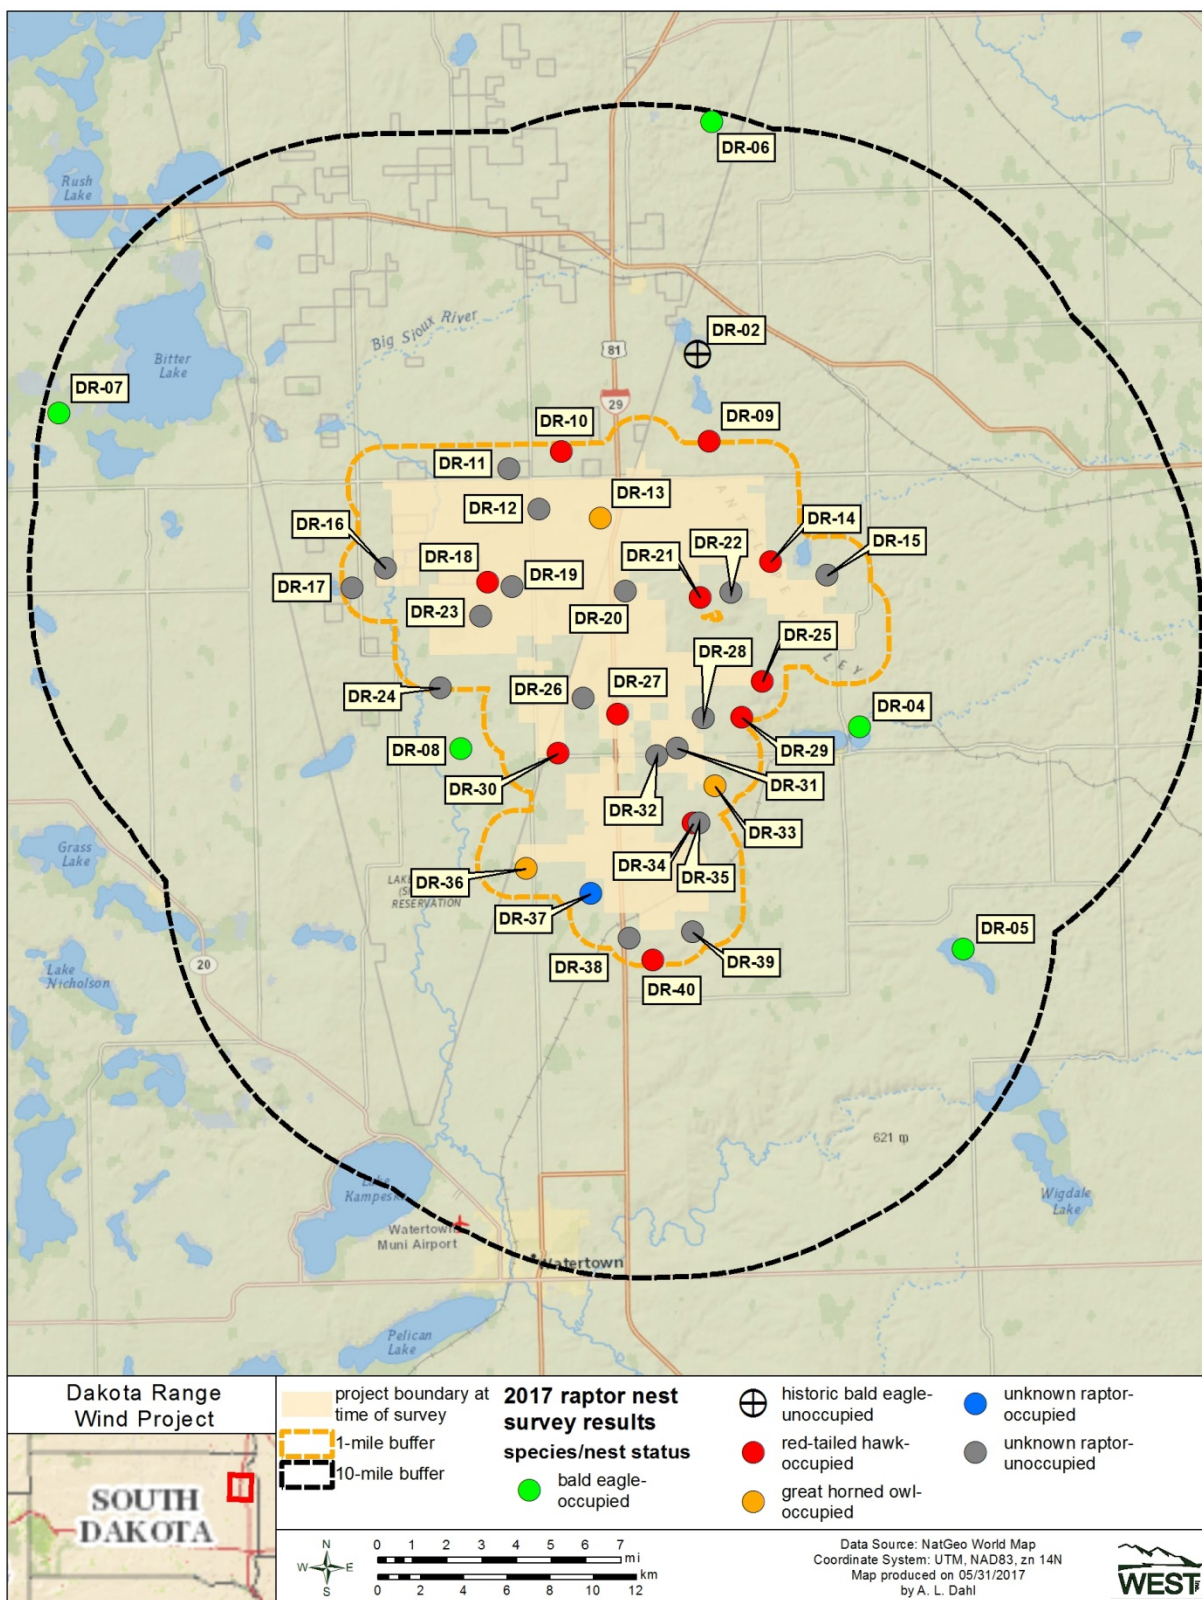 DR-06
Rush
Lake
Big Sioux River
DR-02
81
Bitter
Lake
DR-07
29
DR-10
DR-09
DR-11
DR-13
DR-12
DR-16
DR-14
DR-22
DR-15
DR-18
DR-21
DR-19
DR-17
DR-23
DR-20
DR-25
DR-28
DR-24
DR-26
DR-27
DR-04
DR-08
DR-29
DR-30
DR-31
DR-32
DR-33
Grass
Lake
DR-34
DR-35
DR-36
RESERVATION
DR-37
DR-05
DR-38
DR-39
20
Lake
Nicholson
DR-40
621
Lake
Kampeska
Wigdale
Lake
Watertown
Muni Airport
Watertown
Pelican
Lake
Dakota Range
Wind Project
SOUTH
DAKOTA
project boundary at
time of survey
1-mile buffer
10-mile buffer
2017 raptor nest
survey results
species/nest status
bald eagle-
occupied
historic bald eagle-
unoccupied
red-tailed hawk-
occupied
great horned owl-
occupied
unknown raptor-
occupied
unknown raptor-
unoccupied
N
W E
S
0 1 2 3 4 5 6 7
mi
km
0 2 4 6 8 10 12
Data Source: NatGeo World Map
Coordinate System: UTM, NAD83, zn 14N
Map produced on 05/31/2017
by A. L. Dahl
WEST